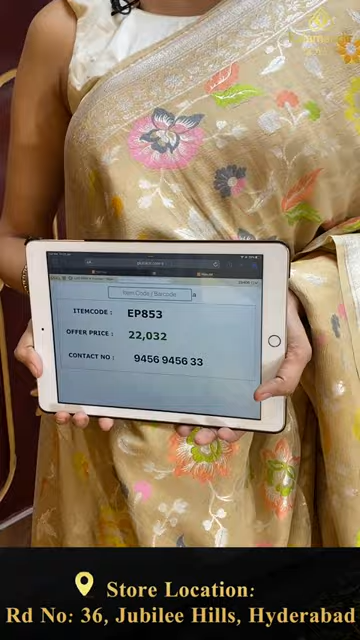 Item Code / Barcode
ITEMCODE : EP853
OFFER PRICE : 22,032
CONTACT NO : 9456 9456 33
Store Location:
Rd No: 36, Jubilee Hills, Hyderabad